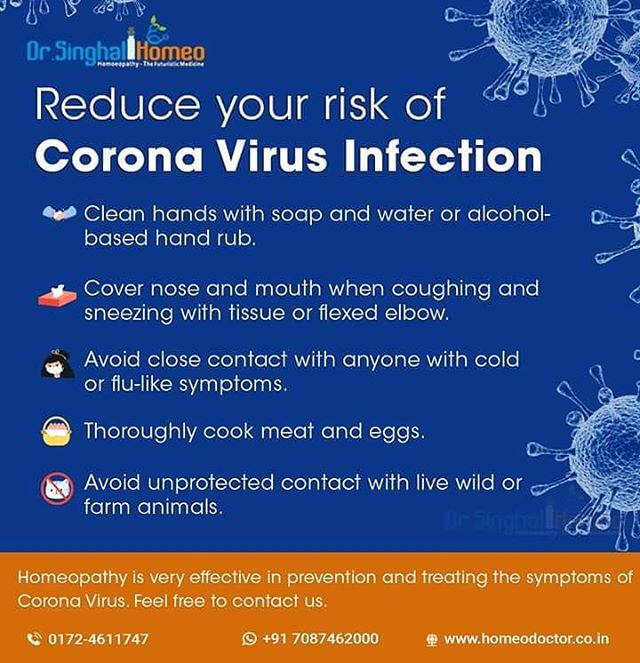 Dr.Singhal Homeo
Homoeopathy - The Futuristic Medicine
Reduce your risk of
Corona Virus Infection
Clean hands with soap and water or alcohol-
based hand rub.
Cover nose and mouth when coughing and
sneezing with tissue or flexed elbow.
Avoid close contact with anyone with cold
or flu-like symptoms.
Thoroughly cook meat and eggs.
Avoid unprotected contact with live wild or
farm animals.
Dr.Singhal Homeo
Homeopathy is very effective in prevention and treating the symptoms of
Corona Virus. Feel free to contact us.
0172-4611747 +91 7087462000 www.homeodoctor.co.in